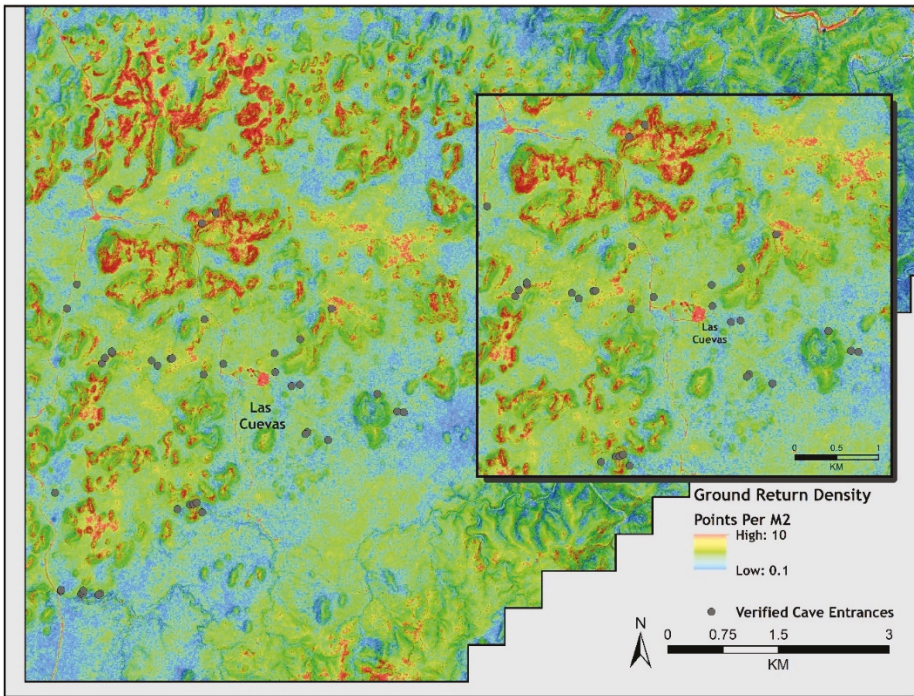 Las
Cuevas
Las
Cuevas
0 0.5 1
KM
Ground Return Density
Points Per M2
High: 10
Low: 0.1
Verified Cave Entrances
N
0 0.75 1.5 3
KM